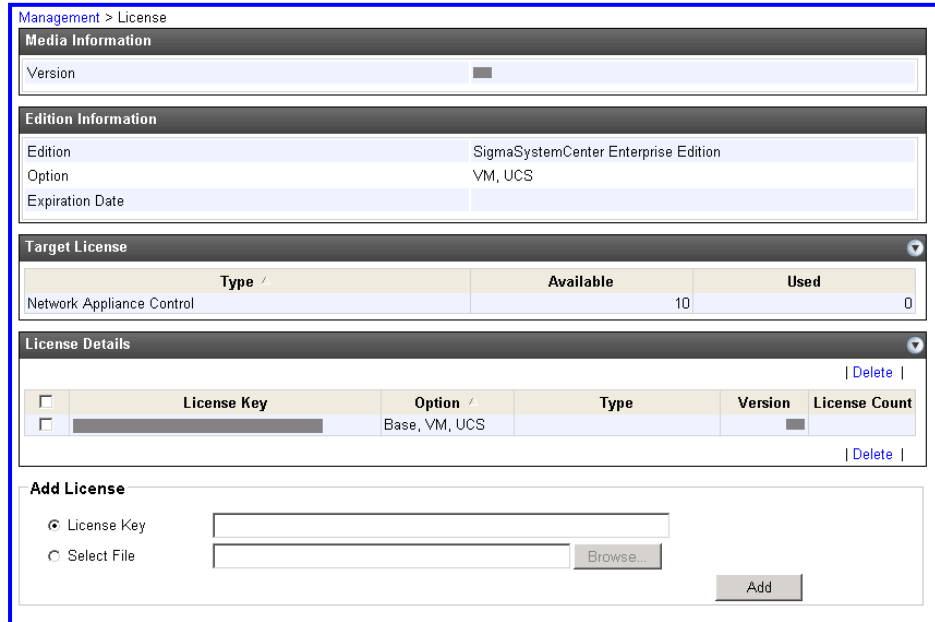 Management > License
Media Information
Version
Edition Information
Edition SigmaSystemCenter Enterprise Edition
Option VM, UCS
Expiration Date
Target License
Type Available Used
Network Appliance Control 10 0
License Details
| Delete |
License Key Option Type Version License Count
Base, VM, UCS
| Delete |
Add License
License Key
Select File Browse...
Add